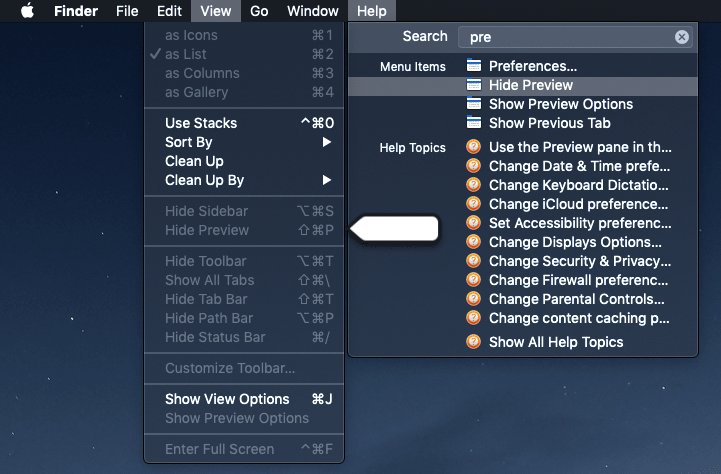 Finder File Edit View Go Window Help
as Icons ⌘1
✓ as List ⌘2
as Columns ⌘3
as Gallery ⌘4
Use Stacks ^⌘0
Sort By ▶
Clean Up
Clean Up By ▶
Hide Sidebar ⌥⌘S
Hide Preview ⇧⌘P
Hide Toolbar ⌥⌘T
Show All Tabs ⇧⌘\
Hide Tab Bar ⇧⌘T
Hide Path Bar ⌥⌘P
Hide Status Bar ⌘/
Customize Toolbar...
Show View Options ⌘J
Show Preview Options
Enter Full Screen ^⌘F
Search pre
Menu Items Preferences...
Hide Preview
Show Preview Options
Show Previous Tab
Help Topics Use the Preview pane in th...
Change Date & Time prefe...
Change Keyboard Dictatio...
Change iCloud preference...
Set Accessibility preferenc...
Change Displays Options...
Change Security & Privacy...
Change Firewall preferenc...
Change Parental Controls...
Change content caching p...
Show All Help Topics